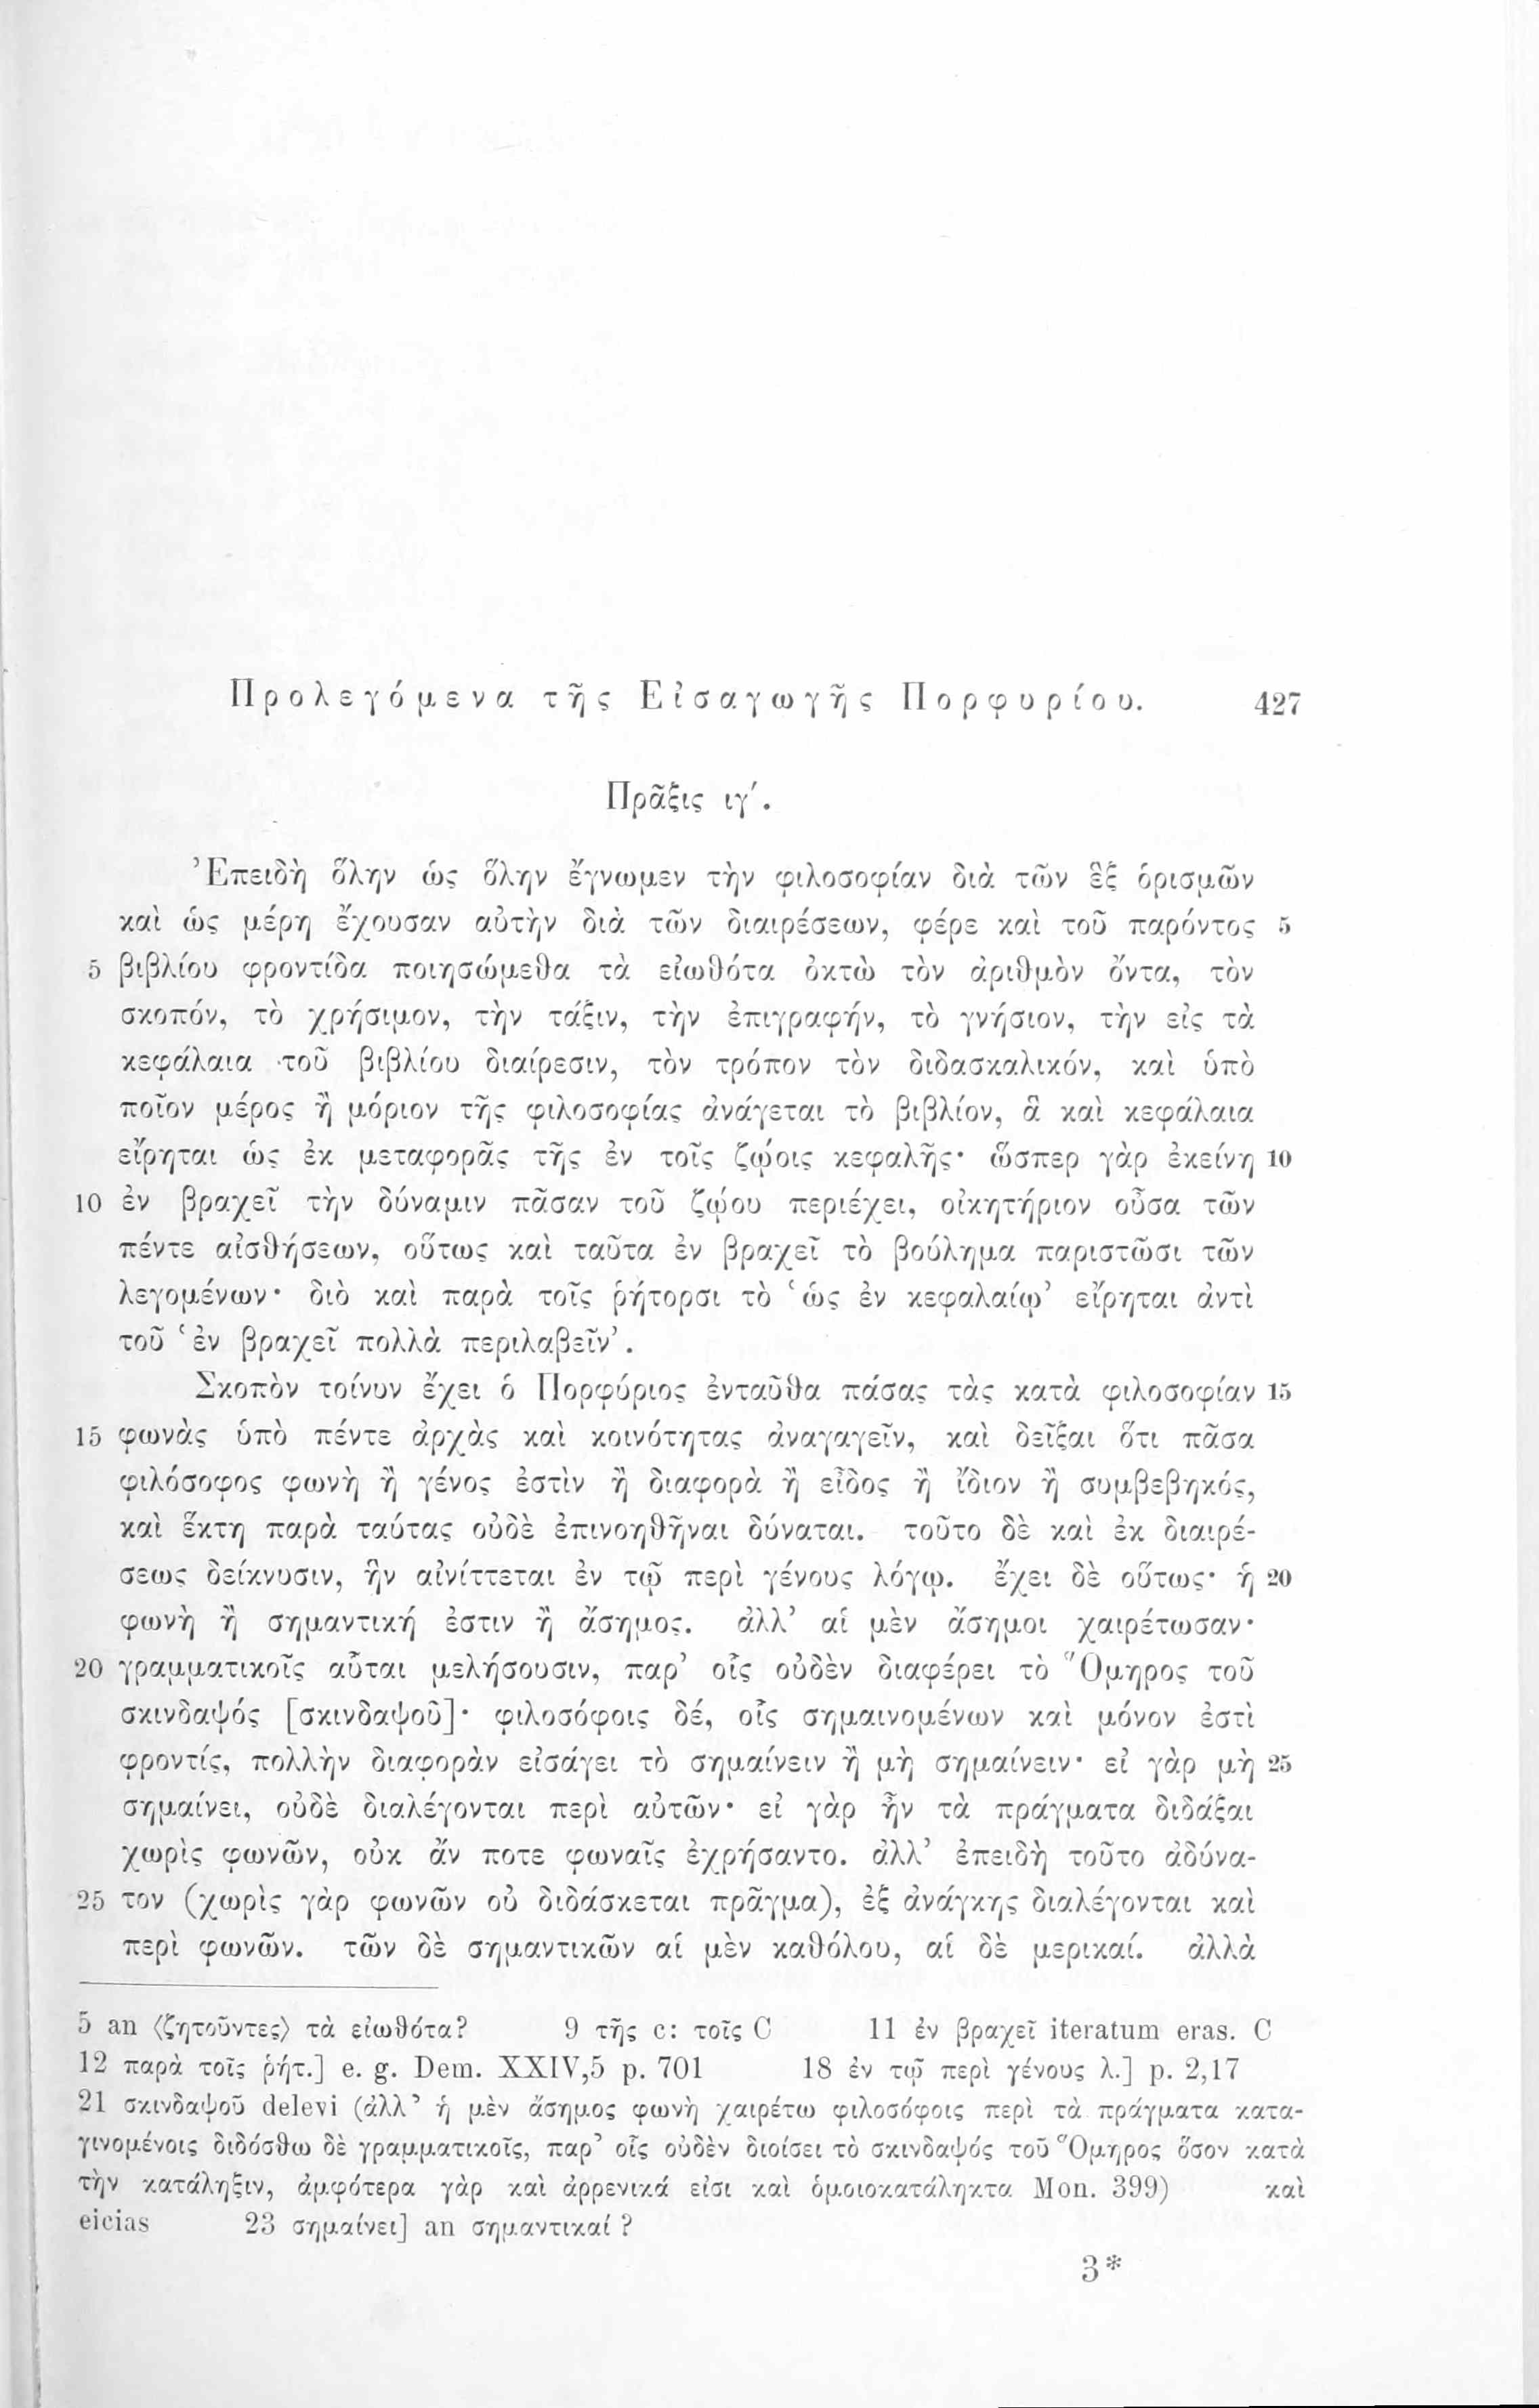 Προλεγόμενα τῆς Εἰσαγωγῆς Πορφυρίου. 427
Πρᾶξις ιγ΄.
Ἐπειδὴ ὅλην ὡς ὅλην ἔγνωμεν τὴν φιλοσοφίαν διὰ τῶν ἓξ ὁρισμῶν
καὶ ὡς μέρη ἔχουσαν αὐτὴν διὰ τῶν διαιρέσεων, φέρε καὶ τοῦ παρόντος 5
5 βιβλίου φροντίδα ποιησώμεθα τὰ εἰωθότα ὀκτὼ τὸν ἀριθμὸν ὄντα, τὸν
σκοπόν, τὸ χρήσιμον, τὴν τάξιν, τὴν ἐπιγραφήν, τὸ γνήσιον, τὴν εἰς τὰ
κεφάλαια τοῦ βιβλίου διαίρεσιν, τὸν τρόπον τὸν διδασκαλικόν, καὶ ὑπὸ
ποῖον μέρος ἢ μόριον τῆς φιλοσοφίας ἀνάγεται τὸ βιβλίον, ἃ καὶ κεφάλαια
εἴρηται ὡς ἐκ μεταφορᾶς τῆς ἐν τοῖς ζῴοις κεφαλῆς· ὥσπερ γὰρ ἐκείνη 10
10 ἐν βραχεῖ τὴν δύναμιν πᾶσαν τοῦ ζῴου περιέχει, οἰκητήριον οὖσα τῶν
πέντε αἰσθήσεων, οὕτως καὶ ταῦτα ἐν βραχεῖ τὸ βούλημα παριστῶσι τῶν
λεγομένων· διὸ καὶ παρὰ τοῖς ῥήτορσι τὸ ‘ὡς ἐν κεφαλαίῳ’ εἴρηται ἀντὶ
τοῦ ‘ἐν βραχεῖ πολλὰ περιλαβεῖν’.
Σκοπὸν τοίνυν ἔχει ὁ Πορφύριος ἐνταῦθα πάσας τὰς κατὰ φιλοσοφίαν 15
15 φωνὰς ὑπὸ πέντε ἀρχὰς καὶ κοινότητας ἀναγαγεῖν, καὶ δεῖξαι ὅτι πᾶσα
φιλόσοφος φωνὴ ἢ γένος ἐστὶν ἢ διαφορὰ ἢ εἶδος ἢ ἴδιον ἢ συμβεβηκός,
καὶ ἕκτη παρὰ ταύτας οὐδὲ ἐπινοηθῆναι δύναται. τοῦτο δὲ καὶ ἐκ διαιρέ-
σεως δείκνυσιν, ἣν αἰνίττεται ἐν τῷ περὶ γένους λόγῳ. ἔχει δὲ οὕτως· ἡ 20
φωνὴ ἢ σημαντική ἐστιν ἢ ἄσημος. ἀλλ’ αἱ μὲν ἄσημοι χαιρέτωσαν·
20 γραμματικοῖς αὗται μελήσουσιν, παρ’ οἷς οὐδὲν διαφέρει τὸ Ὅμηρος τοῦ
σκινδαψός [σκινδαψοῦ]· φιλοσόφοις δέ, οἷς σημαινομένων καὶ μόνον ἐστὶ
φροντίς, πολλὴν διαφορὰν εἰσάγει τὸ σημαίνειν ἢ μὴ σημαίνειν· εἰ γὰρ μὴ 25
σημαίνει, οὐδὲ διαλέγονται περὶ αὐτῶν· εἰ γὰρ ἦν τὰ πράγματα διδάξαι
χωρὶς φωνῶν, οὐκ ἄν ποτε φωναῖς ἐχρήσαντο. ἀλλ’ ἐπειδὴ τοῦτο ἀδύνα-
25 τον (χωρὶς γὰρ φωνῶν οὐ διδάσκεται πρᾶγμα), ἐξ ἀνάγκης διαλέγονται καὶ
περὶ φωνῶν. τῶν δὲ σημαντικῶν αἱ μὲν καθόλου, αἱ δὲ μερικαί. ἀλλὰ
5 an ⟨ζητοῦντες⟩ τὰ εἰωθότα? 9 τῆς c: τοῖς C 11 ἐν βραχεῖ iteratum eras. C
12 παρὰ τοῖς ῥήτ.] e. g. Dem. XXIV,5 p. 701 18 ἐν τῷ περὶ γένους λ.] p. 2,17
21 σκινδαψοῦ delevi (ἀλλ’ ἡ μὲν ἄσημος φωνὴ χαιρέτω φιλοσόφοις περὶ τὰ πράγματα κατα-
γινομένοις διδόσθω δὲ γραμματικοῖς, παρ’ οἷς οὐδὲν διοίσει τὸ σκινδαψός τοῦ Ὅμηρος ὅσον κατὰ
τὴν κατάληξιν, ἀμφότερα γὰρ καὶ ἀρρενικά εἰσι καὶ ὁμοιοκατάληκτα Mon. 399) καὶ
eicias 23 σημαίνει] an σημαντικαί?
3*